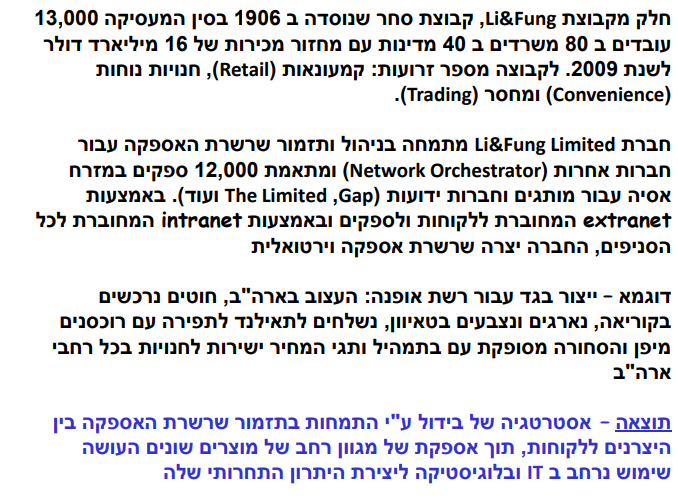 חלק מקבוצת Li&Fung, קבוצת סחר שנוסדה ב 1906 בסין המעסיקה 13,000
עובדים ב 80 משרדים ב 40 מדינות עם מחזור מכירות של 16 מיליארד דולר
לשנת 2009. לקבוצה מספר זרועות: קמעונאות (Retail), חנויות נוחות
(Convenience) ומחסר (Trading).
חברת Li&Fung Limited מתמחה בניהול ותזמור שרשרת האספקה עבור
חברות אחרות (Network Orchestrator) ומתאמת 12,000 ספקים במזרח
אסיה עבור מותגים וחברות ידועות (Gap, The Limited ועוד). באמצעות
extranet המחוברת ללקוחות ולספקים ובאמצעות intranet המחוברת לכל
הסניפים, החברה יצרה שרשרת אספקה וירטואלית
דוגמא – ייצור בגד עבור רשת אופנה: העצוב בארה"ב, חוטים נרכשים
בקוריאה, נארגים ונצבעים בטאיוון, נשלחים לתאילנד לתפירה עם רוכסנים
מיפן והסחורה מסופקת עם בתמהיל ותגי המחיר ישירות לחנויות בכל רחבי
ארה"ב
תוצאה – אסטרטגיה של בידול ע"י התמחות בתזמור שרשרת האספקה בין
היצרנים ללקוחות, תוך אספקת של מגוון רחב של מוצרים שונים העושה
שימוש נרחב ב IT ובלוגיסטיקה ליצירת היתרון התחרותי שלה